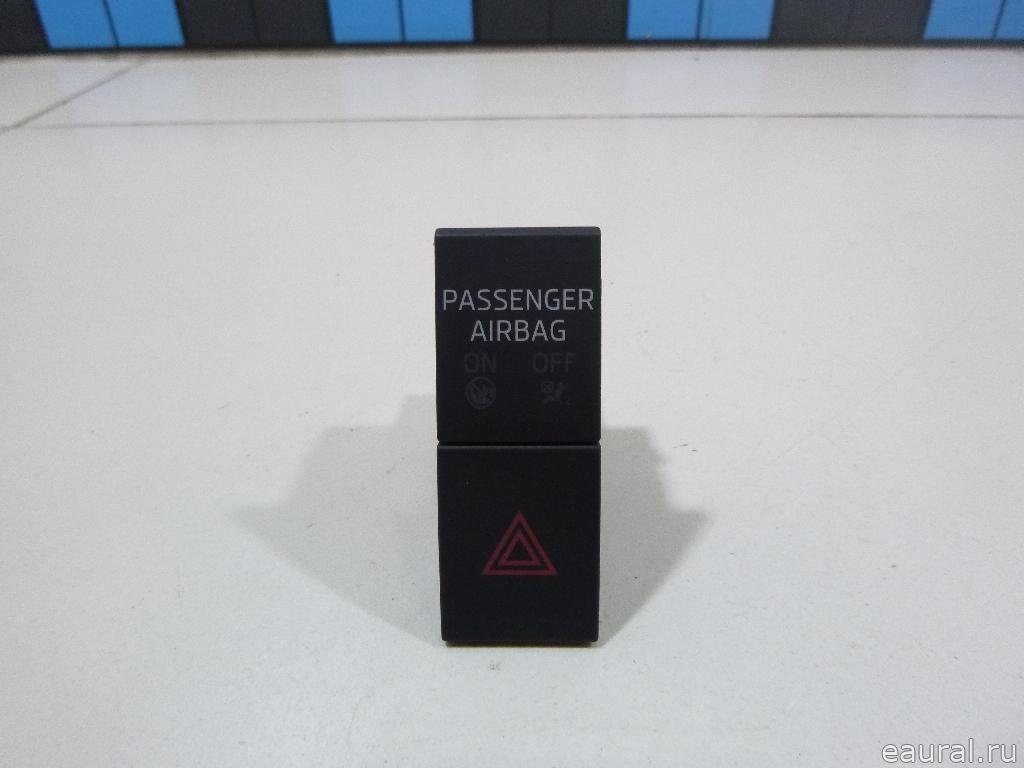 PASSENGER
AIRBAG
ON OFF
eaural.ru